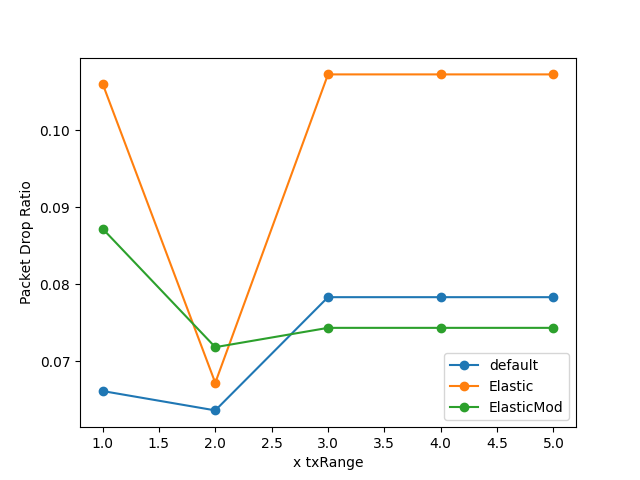 Packet Drop Ratio
0.10
0.09
0.08
0.07
default
Elastic
ElasticMod
1.0 1.5 2.0 2.5 3.0 3.5 4.0 4.5 5.0
x txRange